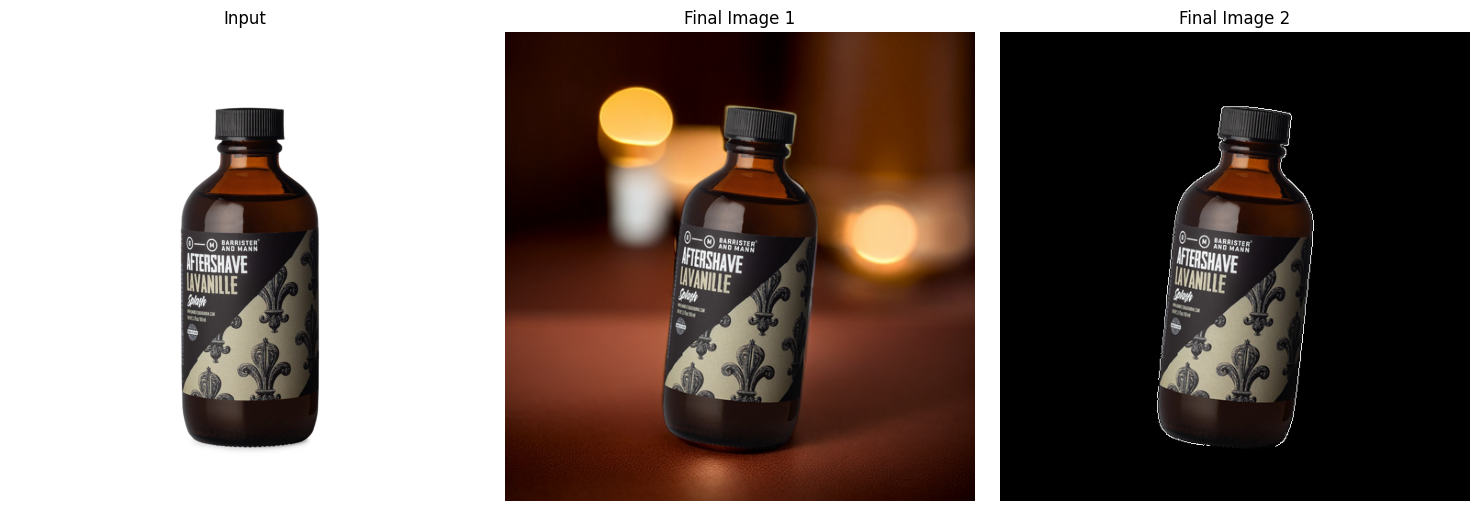 Input
Final Image 1
Final Image 2
B M BARRISTER
AND MANN
AFTERSHAVE
LAVANILLE
Splash
B M BARRISTER
AND MANN
AFTERSHAVE
LAVANILLE
Splash
B M BARRISTER
AND MANN
AFTERSHAVE
LAVANILLE
Splash